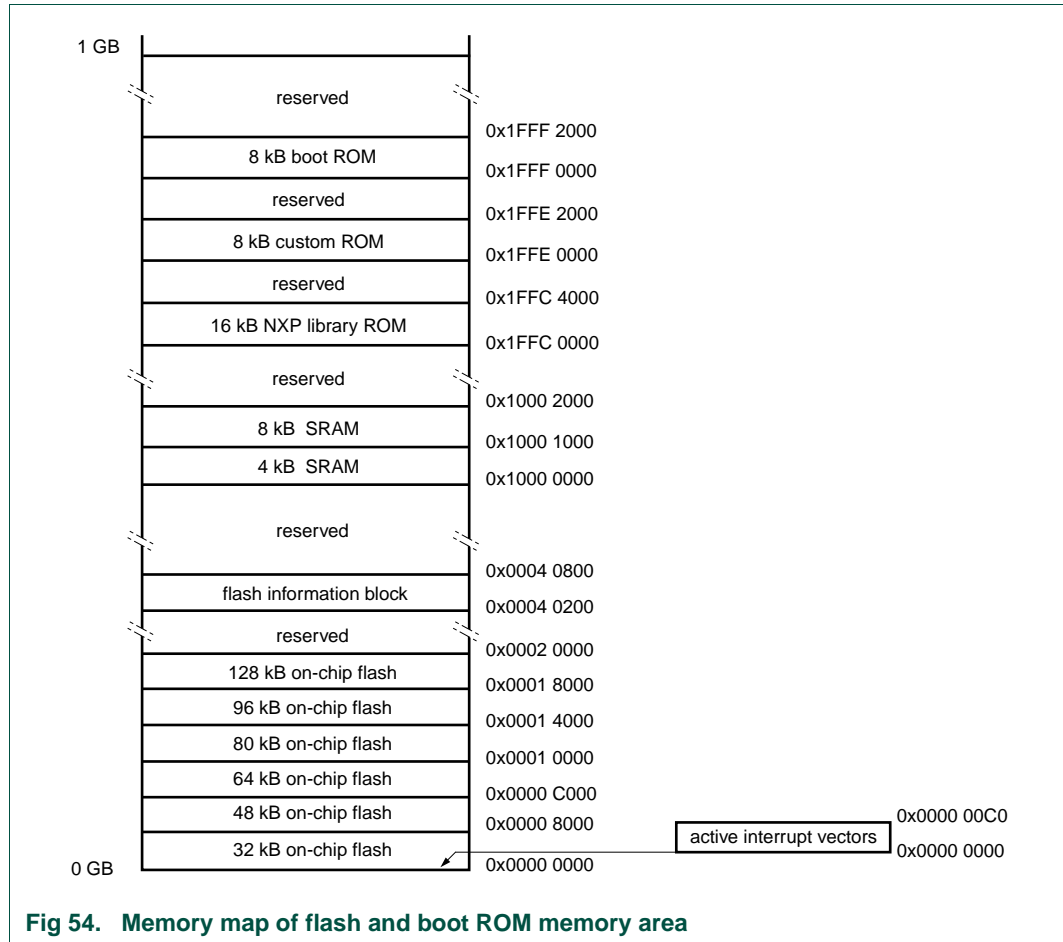 1 GB
reserved
0x1FFF 2000
8 kB boot ROM
0x1FFF 0000
reserved
0x1FFE 2000
8 kB custom ROM
0x1FFE 0000
reserved
0x1FFC 4000
16 kB NXP library ROM
0x1FFC 0000
reserved
0x1000 2000
8 kB SRAM
0x1000 1000
4 kB SRAM
0x1000 0000
reserved
0x0004 0800
flash information block
0x0004 0200
reserved
0x0002 0000
128 kB on-chip flash
0x0001 8000
96 kB on-chip flash
0x0001 4000
80 kB on-chip flash
0x0001 0000
64 kB on-chip flash
0x0000 C000
48 kB on-chip flash
0x0000 8000
0x0000 00C0
active interrupt vectors
32 kB on-chip flash
0x0000 0000
0 GB
0x0000 0000
Fig 54. Memory map of flash and boot ROM memory area